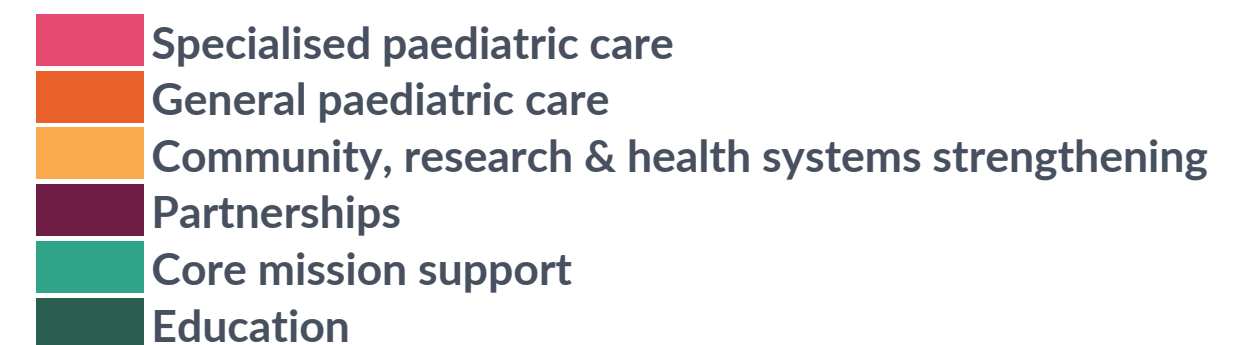 Specialised paediatric care
General paediatric care
Community, research & health systems strengthening
Partnerships
Core mission support
Education